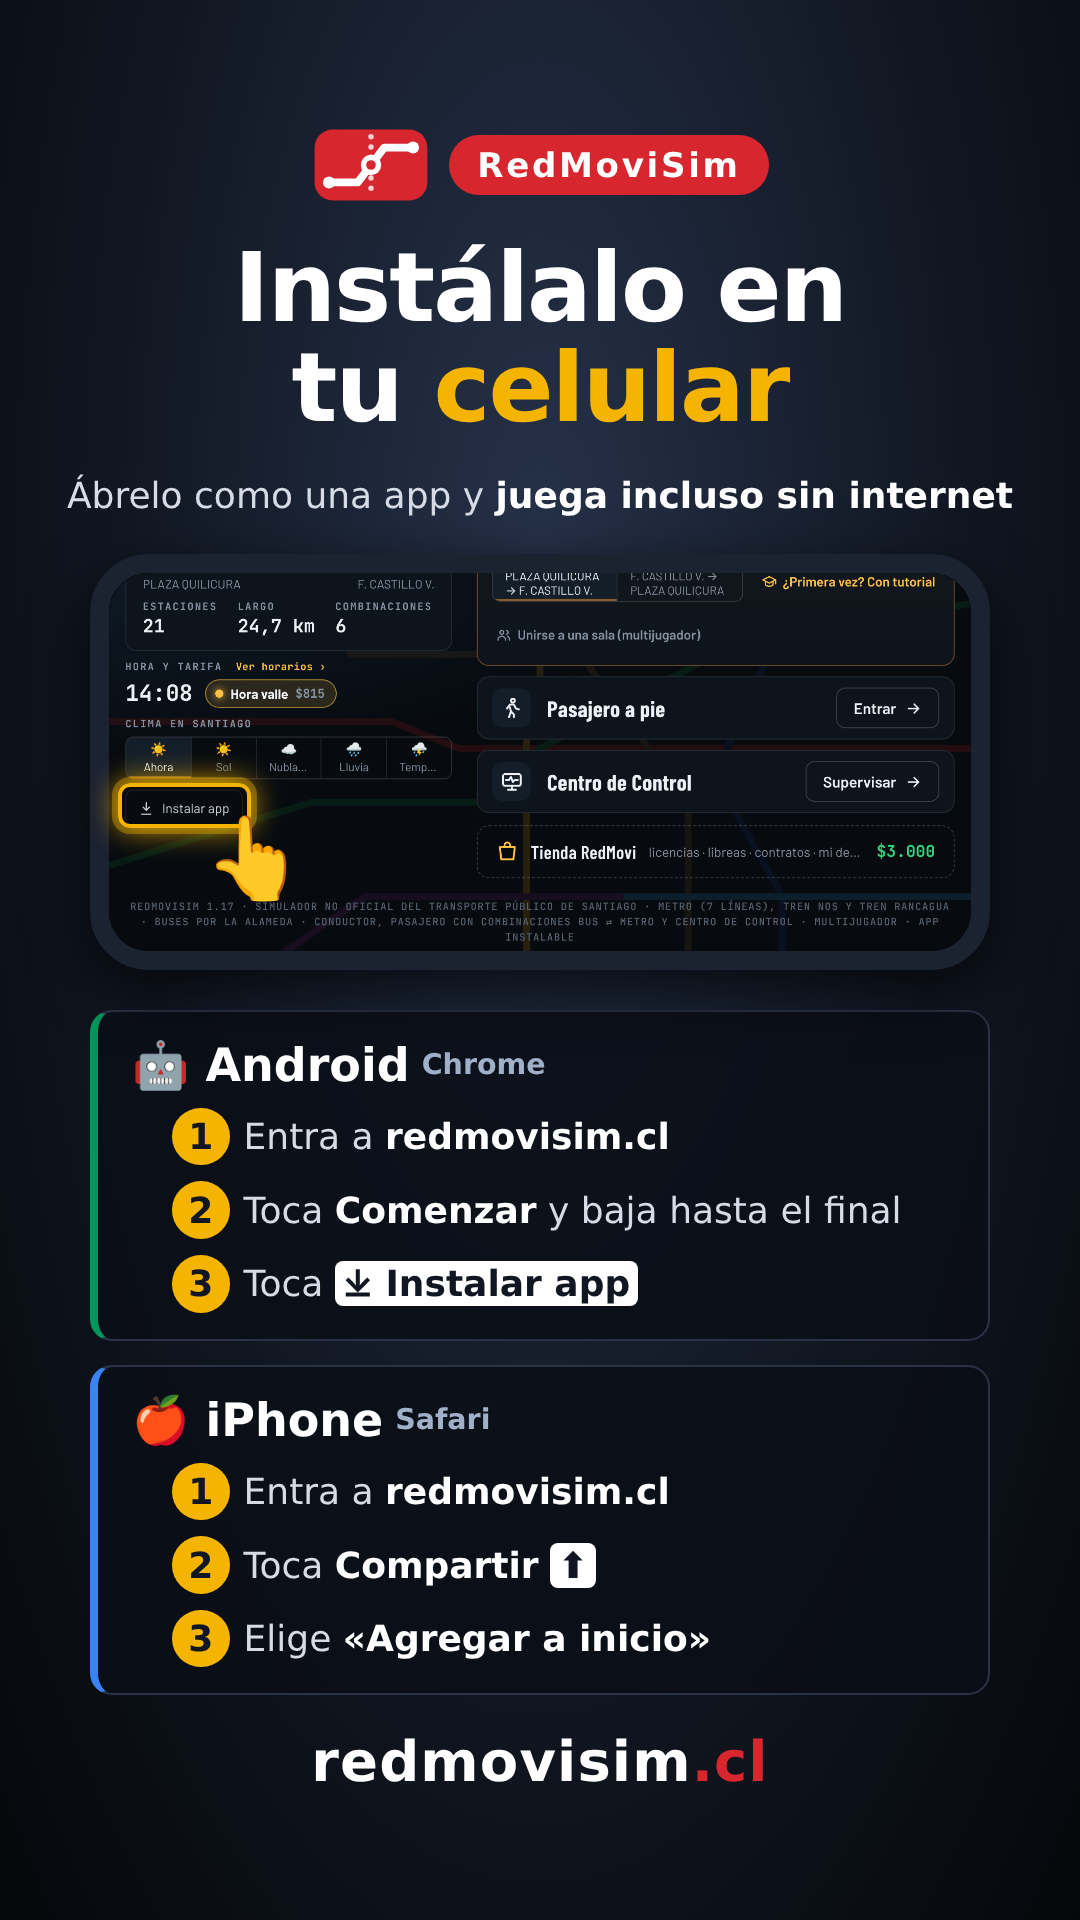 RedMoviSim
Instálalo en
tu celular
Ábrelo como una app y juega incluso sin internet
PLAZA QUILICURA F. CASTILLO V.
ESTACIONES LARGO COMBINACIONES
21 24,7 km 6
HORA Y TARIFA Ver horarios ›
14:08 Hora valle $815
CLIMA EN SANTIAGO
Ahora Sol Nubla... Lluvia Temp...
Instalar app
PLAZA QUILICURA
→ F. CASTILLO V.
F. CASTILLO V. →
PLAZA QUILICURA
¿Primera vez? Con tutorial
Unirse a una sala (multijugador)
Pasajero a pie Entrar →
Centro de Control Supervisar →
Tienda RedMovi licencias · libreas · contratos · mi de... $3.000
REDMOVISIM 1.17 · SIMULADOR NO OFICIAL DEL TRANSPORTE PÚBLICO DE SANTIAGO · METRO (7 LÍNEAS), TREN NOS Y TREN RANCAGUA
· BUSES POR LA ALAMEDA · CONDUCTOR, PASAJERO CON COMBINACIONES BUS ⇄ METRO Y CENTRO DE CONTROL · MULTIJUGADOR · APP
INSTALABLE
Android Chrome
1 Entra a redmovisim.cl
2 Toca Comenzar y baja hasta el final
3 Toca Instalar app
iPhone Safari
1 Entra a redmovisim.cl
2 Toca Compartir ⬆
3 Elige «Agregar a inicio»
redmovisim.cl